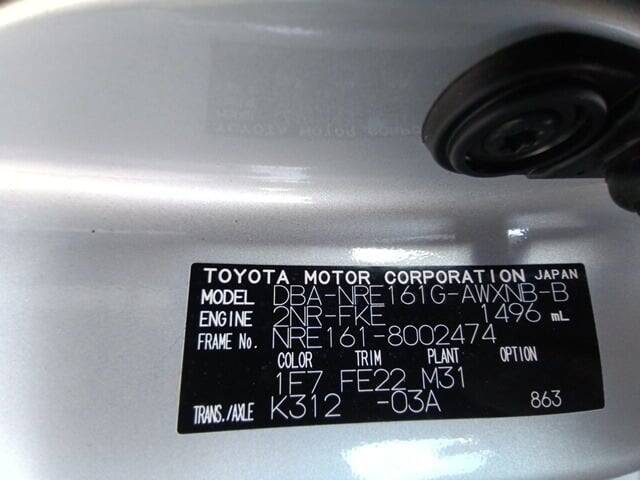 TOYOTA MOTOR CORPORATION JAPAN
MODEL DBA-NRE161G-AWXNB-B
ENGINE 2NR-FKE 1496 mL
FRAME No. NRE161-8002474
COLOR TRIM PLANT OPTION
1E7 FE22 M31
TRANS./AXLE K312 -03A 863